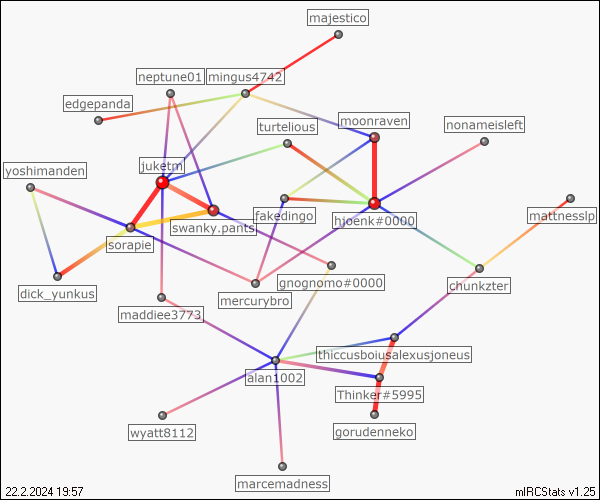 majestico
neptune01
mingus4742
edgepanda
moonraven
turtelious
nonameisleft
yoshimanden
juketm
fakedingo
hjoenk#0000
mattnesslp
swanky.pants
sorapie
gnognomo#0000
chunkzter
dick_yunkus
mercurybro
maddiee3773
thiccusboiusalexusjoneus
alan1002
Thinker#5995
wyatt8112
gorudenneko
marcemadness
22.2.2024 19:57
mIRCStats v1.25